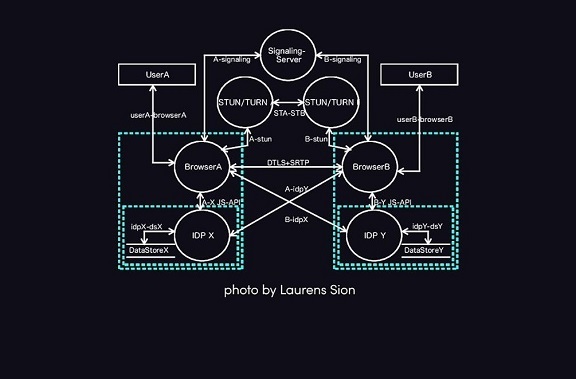 Signaling-
Server
A-signaling
B-signaling
UserA
UserB
STUN/TURN
STUN/TURN
STA-STB
userA-browserA
userB-browserB
A-stun
B-stun
BrowserA
DTLS+SRTP
BrowserB
A-idpY
A-X JS-API
B-Y JS-API
B-idpX
idpX-dsX
IDP X
IDP Y
idpY-dsY
DataStoreX
DataStoreY
photo by Laurens Sion